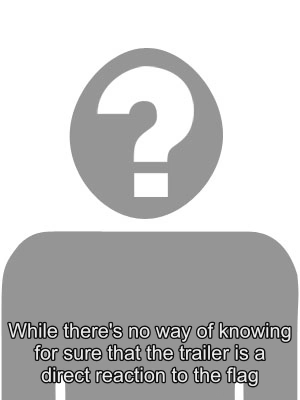 ?
While there's no way of knowing
for sure that the trailer is a
direct reaction to the flag